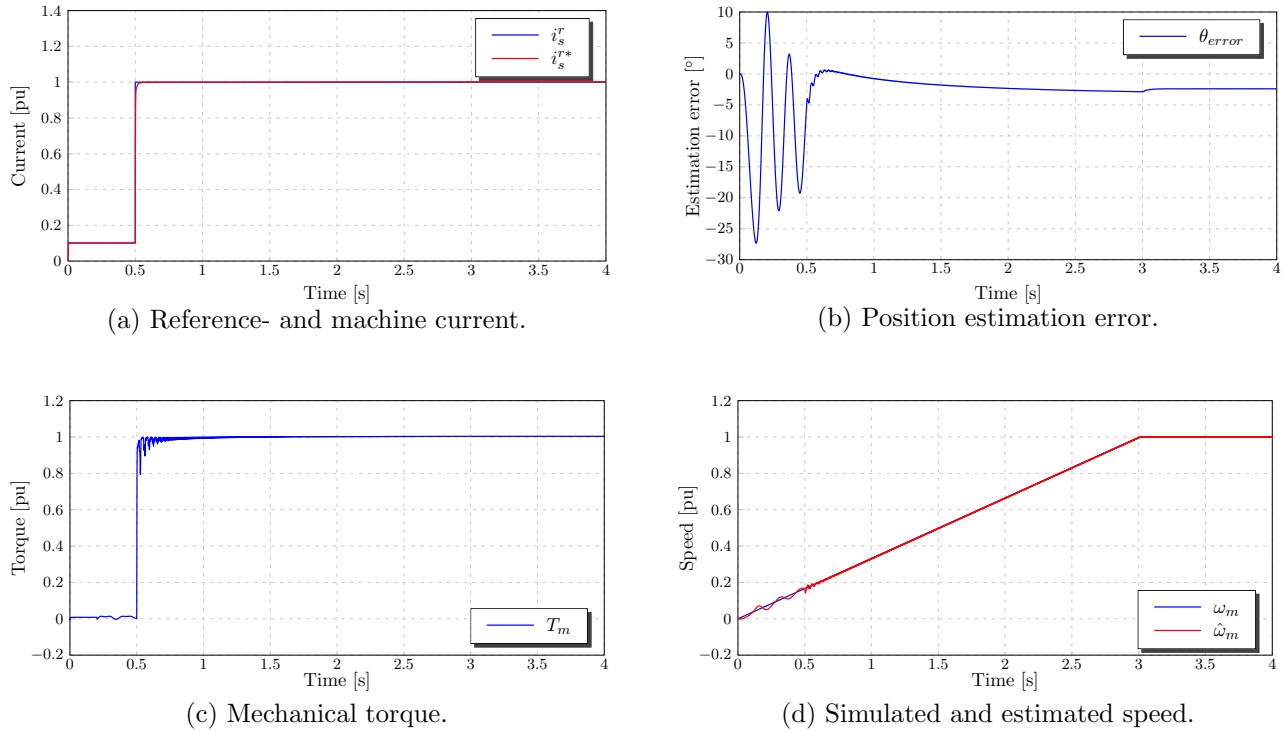 1.4
1.2
1
0.8
0.6
0.4
0.2
0
Current [pu]
i_s^r
i_s^{r*}
0 0.5 1 1.5 2 2.5 3 3.5 4
Time [s]
(a) Reference- and machine current.
10
5
0
−5
−10
−15
−20
−25
−30
Estimation error [°]
θ_{error}
0 0.5 1 1.5 2 2.5 3 3.5 4
Time [s]
(b) Position estimation error.
1.2
1
0.8
0.6
0.4
0.2
0
−0.2
Torque [pu]
T_m
0 0.5 1 1.5 2 2.5 3 3.5 4
Time [s]
(c) Mechanical torque.
1.2
1
0.8
0.6
0.4
0.2
0
−0.2
Speed [pu]
ω_m
ω̂_m
0 0.5 1 1.5 2 2.5 3 3.5 4
Time [s]
(d) Simulated and estimated speed.